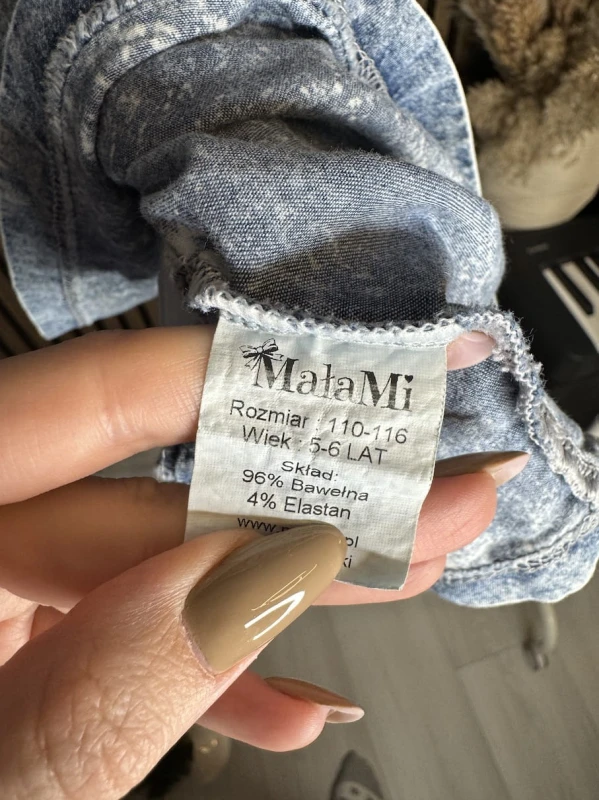 MałaMi
Rozmiar : 110-116
Wiek : 5-6 LAT
Skład:
96% Bawełna
4% Elastan